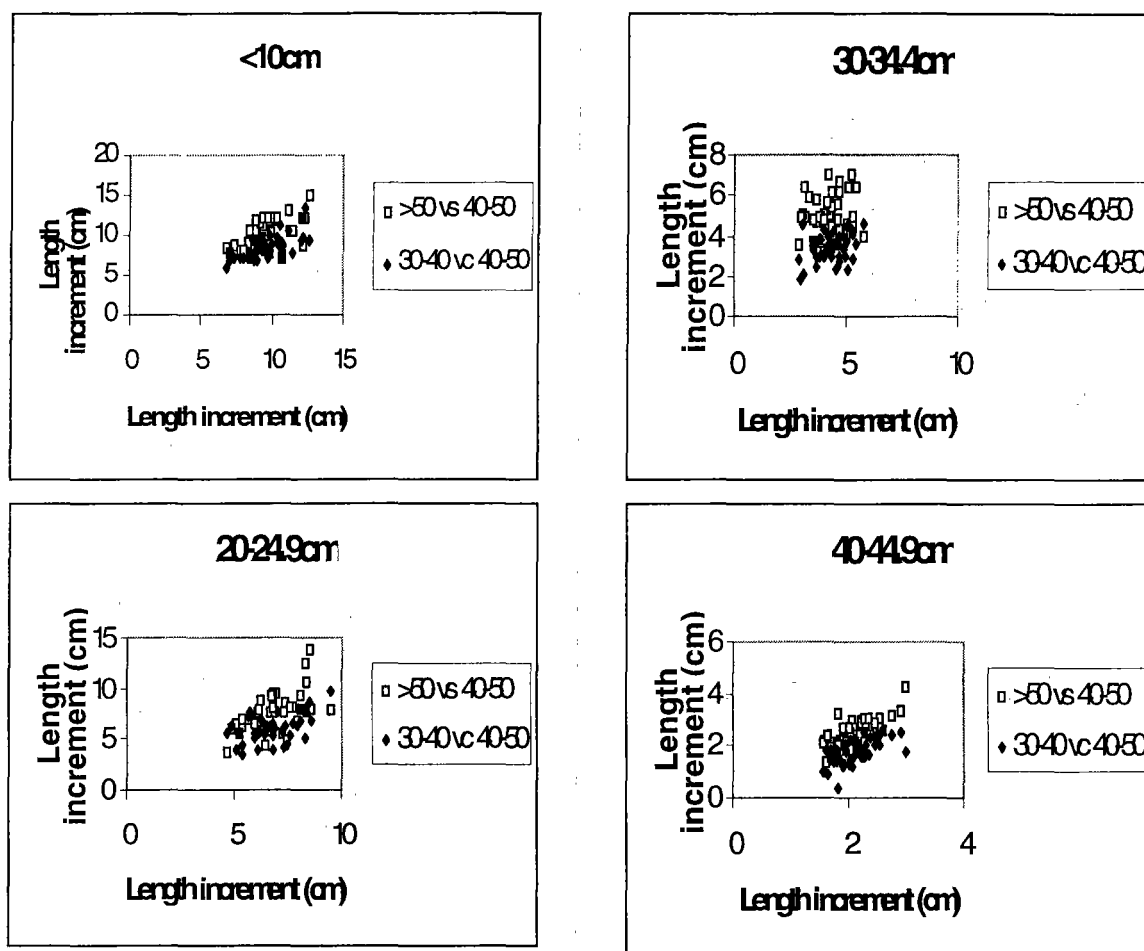 <10cm
20
15
10
5
0
Length
increment (cm)
0 5 10 15
Length increment (cm)
>50 vs 40-50
30-40 vc 40-50
30-34.4cm
8
6
4
2
0
Length
increment (cm)
0 5 10
Length increment (cm)
>50 vs 40-50
30-40 vc 40-50
20-24.9cm
15
10
5
0
Length
increment (cm)
0 5 10
Length increment (cm)
>50 vs 40-50
30-40 vc 40-50
40-44.9cm
6
4
2
0
Length
increment (cm)
0 2 4
Length increment (cm)
>50 vs 40-50
30-40 vc 40-50